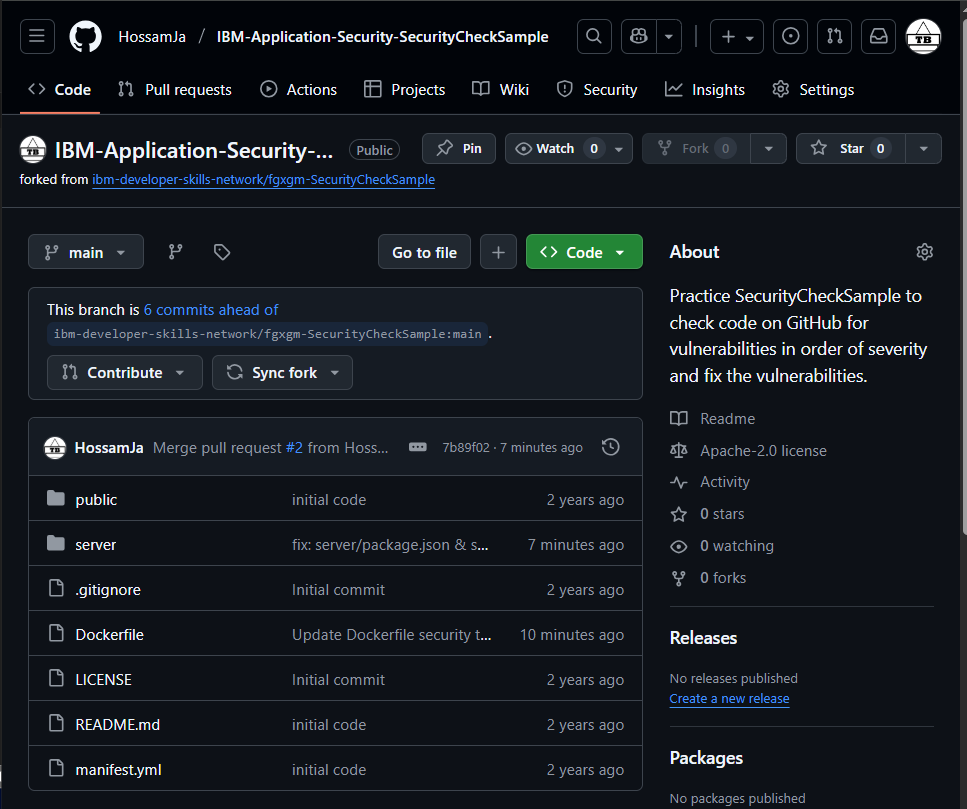 HossamJa / IBM-Application-Security-SecurityCheckSample
Code Pull requests Actions Projects Wiki Security Insights Settings
IBM-Application-Security-... Public Pin Watch 0 Fork 0 Star 0
forked from ibm-developer-skills-network/fgxgm-SecurityCheckSample
main Go to file Code
This branch is 6 commits ahead of
ibm-developer-skills-network/fgxgm-SecurityCheckSample:main .
Contribute Sync fork
HossamJa Merge pull request #2 from Hoss... 7b89f02 · 7 minutes ago
public initial code 2 years ago
server fix: server/package.json & s... 7 minutes ago
.gitignore Initial commit 2 years ago
Dockerfile Update Dockerfile security t... 10 minutes ago
LICENSE Initial commit 2 years ago
README.md initial code 2 years ago
manifest.yml initial code 2 years ago
About
Practice SecurityCheckSample to
check code on GitHub for
vulnerabilities in order of severity
and fix the vulnerabilities.
Readme
Apache-2.0 license
Activity
0 stars
0 watching
0 forks
Releases
No releases published
Create a new release
Packages
No packages published